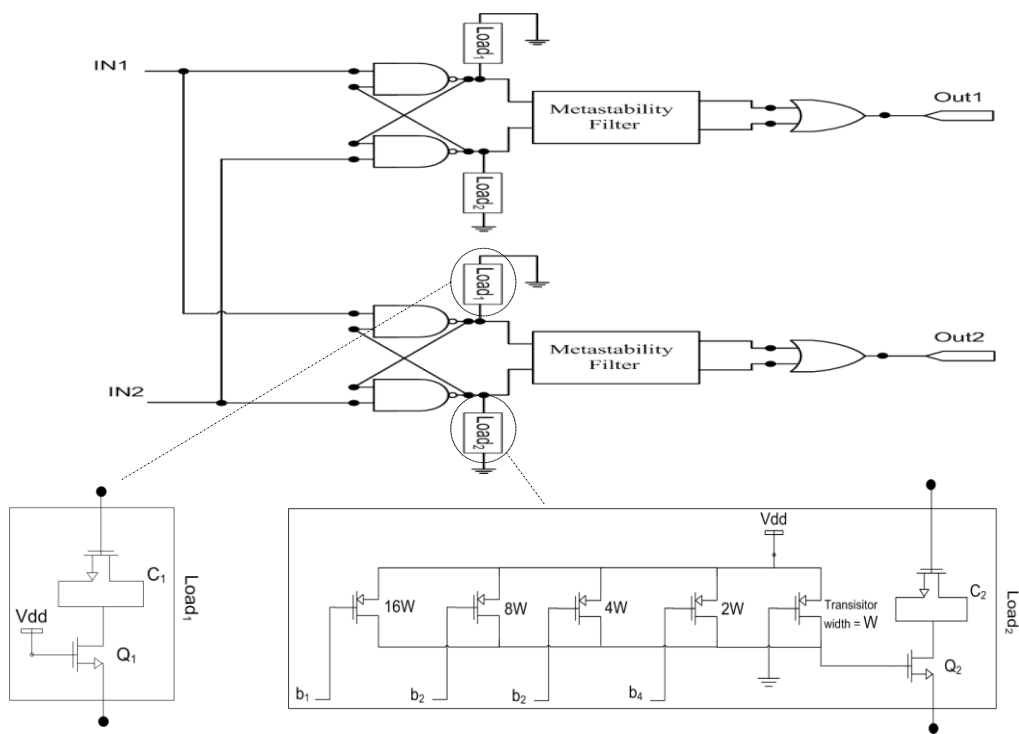 Load₁
IN1
Metastability
Filter
Out1
Load₂
Load₁
Metastability
Filter
Out2
IN2
Load₂
Vdd
C₁
Load₁
Q₁
Vdd
16W
8W
4W
2W
Transisitor
width = W
C₂
Load₂
Q₂
b₁
b₂
b₂
b₄